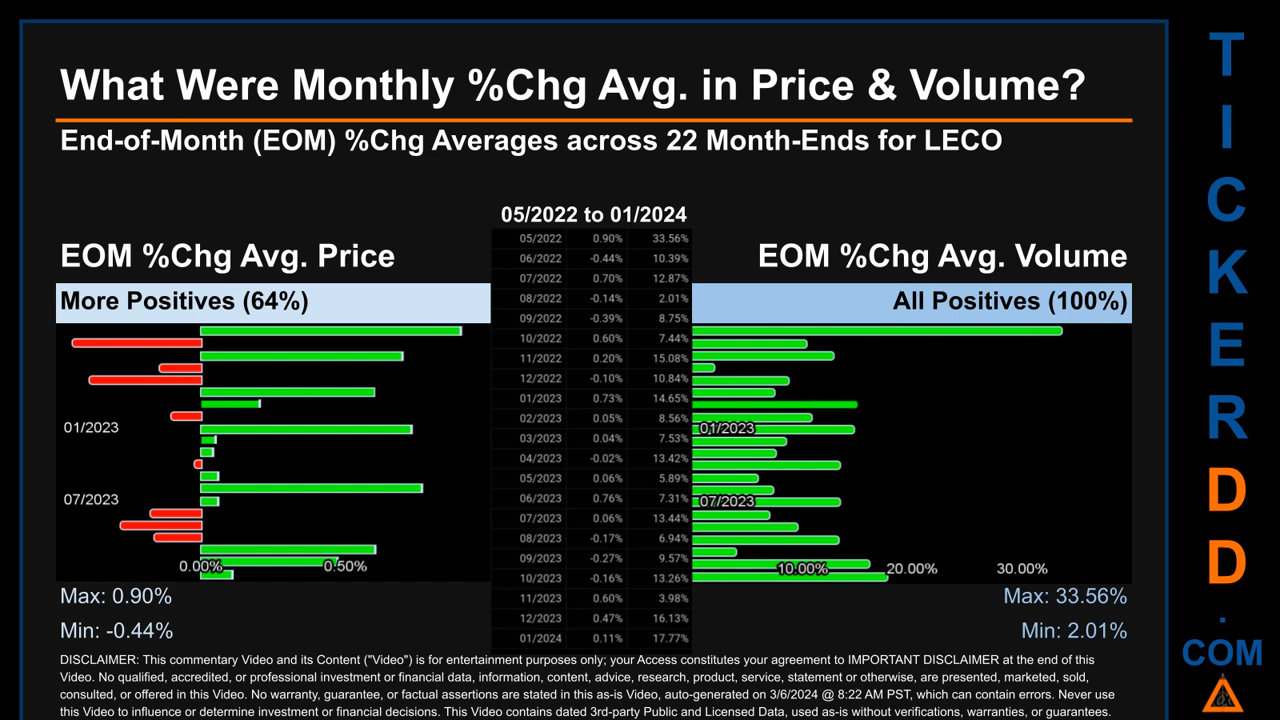 What Were Monthly %Chg Avg. in Price & Volume?
End-of-Month (EOM) %Chg Averages across 22 Month-Ends for LECO
05/2022 to 01/2024
EOM %Chg Avg. Price
EOM %Chg Avg. Volume
More Positives (64%)
All Positives (100%)
05/2022 0.90% 33.56%
06/2022 -0.44% 10.39%
07/2022 0.70% 12.87%
08/2022 -0.14% 2.01%
09/2022 -0.39% 8.75%
10/2022 0.60% 7.44%
11/2022 0.20% 15.08%
12/2022 -0.10% 10.84%
01/2023 0.73% 14.65%
02/2023 0.05% 8.56%
03/2023 0.04% 7.53%
04/2023 -0.02% 13.42%
05/2023 0.06% 5.89%
06/2023 0.76% 7.31%
07/2023 0.06% 13.44%
08/2023 -0.17% 6.94%
09/2023 -0.27% 9.57%
10/2023 -0.16% 13.26%
11/2023 0.60% 3.98%
12/2023 0.47% 16.13%
01/2024 0.11% 17.77%
01/2023
07/2023
0.00% 0.50%
01/2023
07/2023
10.00% 20.00% 30.00%
Max: 0.90%
Min: -0.44%
Max: 33.56%
Min: 2.01%
DISCLAIMER: This commentary Video and its Content ("Video") is for entertainment purposes only; your Access constitutes your agreement to IMPORTANT DISCLAIMER at the end of this
Video. No qualified, accredited, or professional investment or financial data, information, content, advice, research, product, service, statement or otherwise, are presented, marketed, sold,
consulted, or offered in this Video. No warranty, guarantee, or factual assertions are stated in this as-is Video, auto-generated on 3/6/2024 @ 8:22 AM PST, which can contain errors. Never use
this Video to influence or determine investment or financial decisions. This Video contains dated 3rd-party Public and Licensed Data, used as-is without verifications, warranties, or guarantees.
T
I
C
K
E
R
D
D
.
COM